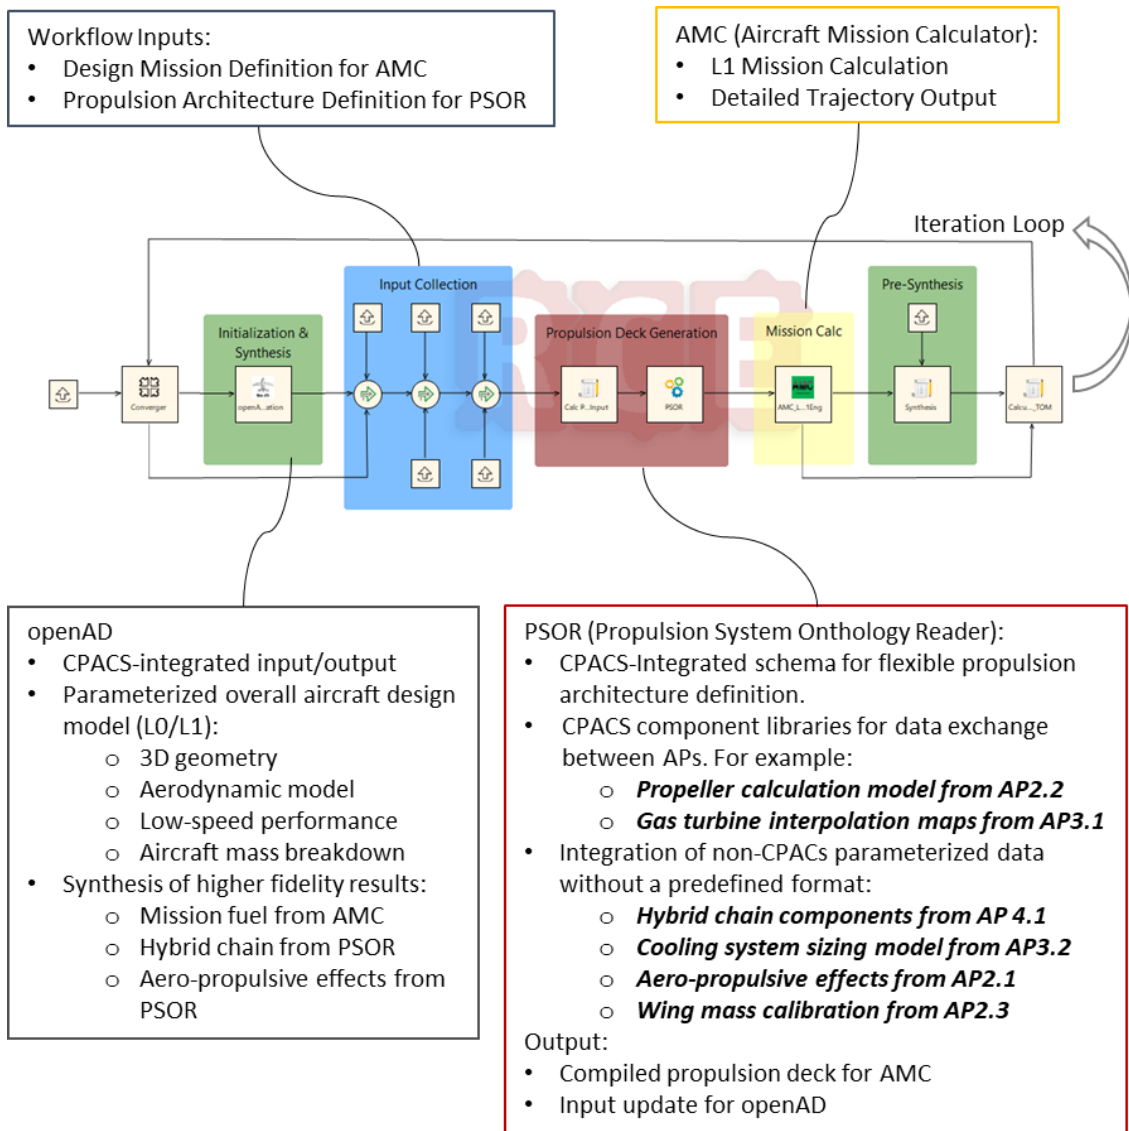 Workflow Inputs:
• Design Mission Definition for AMC
• Propulsion Architecture Definition for PSOR
AMC (Aircraft Mission Calculator):
• L1 Mission Calculation
• Detailed Trajectory Output
Iteration Loop
Input Collection
Pre-Synthesis
RCE
Initialization &
Synthesis
Propulsion Deck Generation
Mission Calc
Converger
openA...ation
Calc P...Input
PSOR
AMC_L...1Eng
Synthesis
Calcu..._TOM
openAD
• CPACS-integrated input/output
• Parameterized overall aircraft design
model (L0/L1):
o 3D geometry
o Aerodynamic model
o Low-speed performance
o Aircraft mass breakdown
• Synthesis of higher fidelity results:
o Mission fuel from AMC
o Hybrid chain from PSOR
o Aero-propulsive effects from
PSOR
PSOR (Propulsion System Onthology Reader):
• CPACS-Integrated schema for flexible propulsion
architecture definition.
• CPACS component libraries for data exchange
between APs. For example:
o Propeller calculation model from AP2.2
o Gas turbine interpolation maps from AP3.1
• Integration of non-CPACs parameterized data
without a predefined format:
o Hybrid chain components from AP 4.1
o Cooling system sizing model from AP3.2
o Aero-propulsive effects from AP2.1
o Wing mass calibration from AP2.3
Output:
• Compiled propulsion deck for AMC
• Input update for openAD